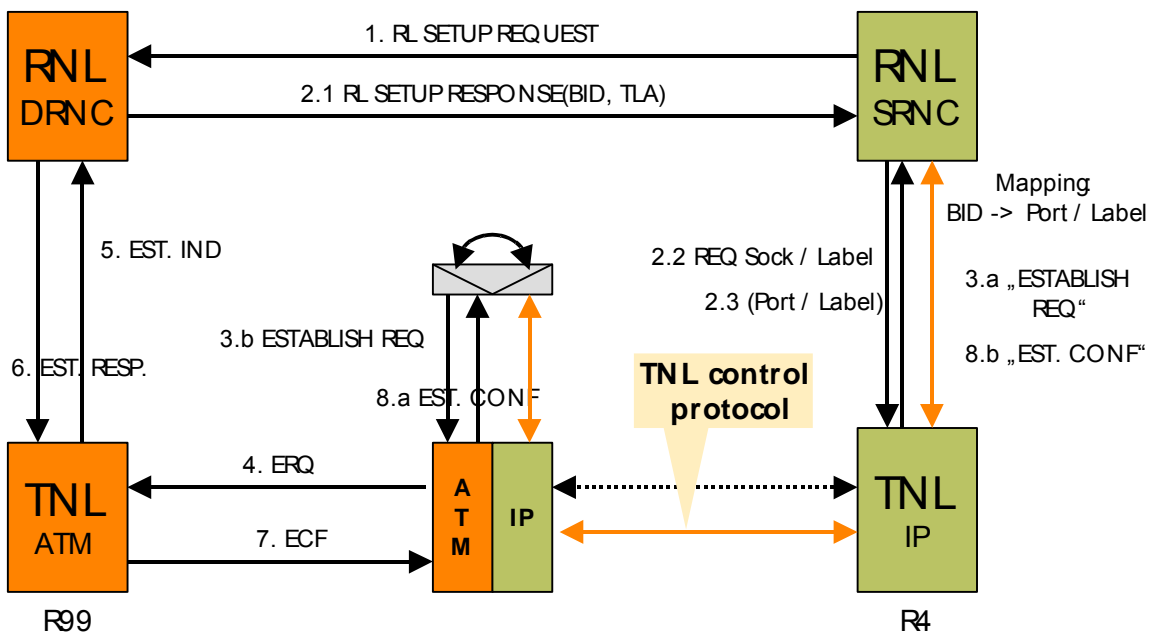 1. RL SETUP REQUEST
RNL
DRNC
RNL
SRNC
2.1 RL SETUP RESPONSE(BID, TLA)
Mapping:
BID -> Port / Label
5. EST. IND
2.2 REQ Sock / Label
2.3 (Port / Label)
3.a „ESTABLISH
REQ“
8.b „EST. CONF“
3.b ESTABLISH REQ
6. EST. RESP.
8.a EST. CONF
TNL control
protocol
4. ERQ
TNL
ATM
A
T
M
IP
TNL
IP
7. ECF
R99
R4